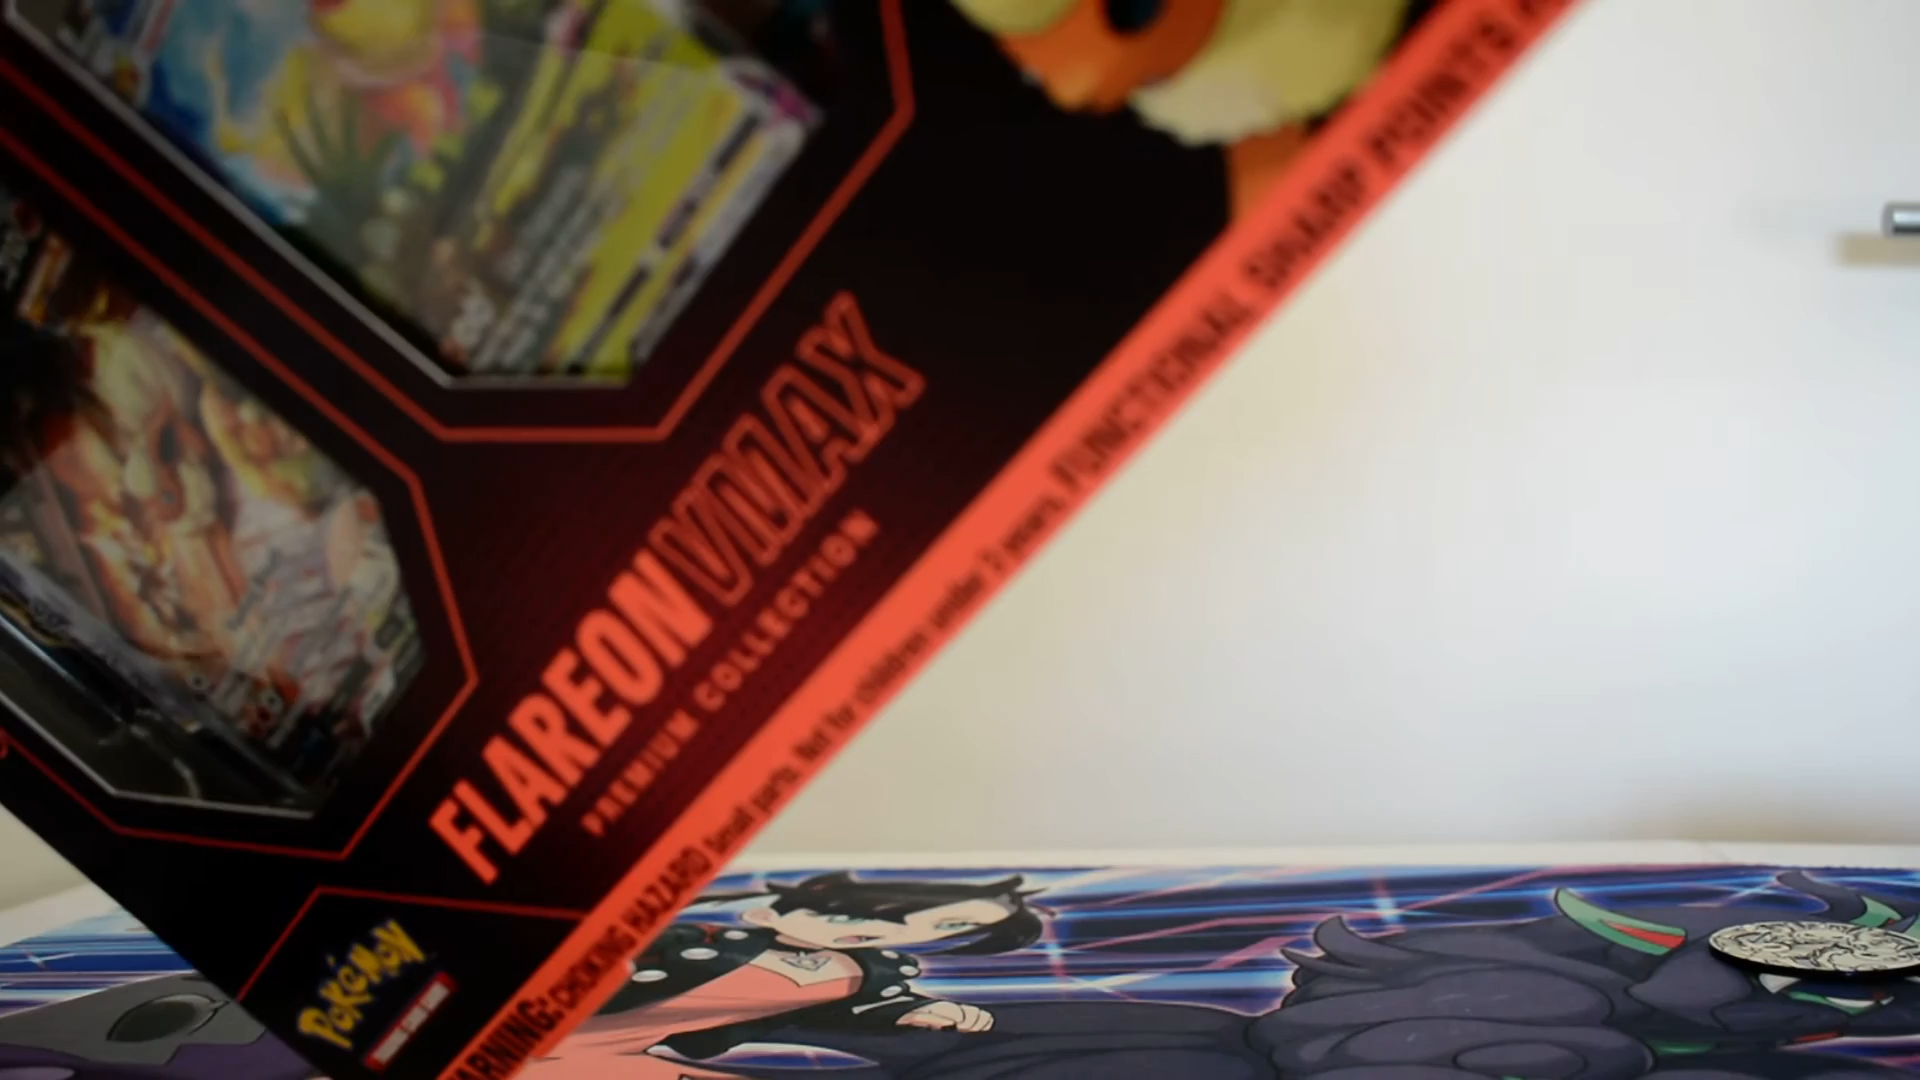 FLAREON VMAX
PREMIUM COLLECTION
WARNING: CHOKING HAZARD Small parts. Not for children under 3 years. FUNCTIONAL SHARP POINTS
POKÉMON